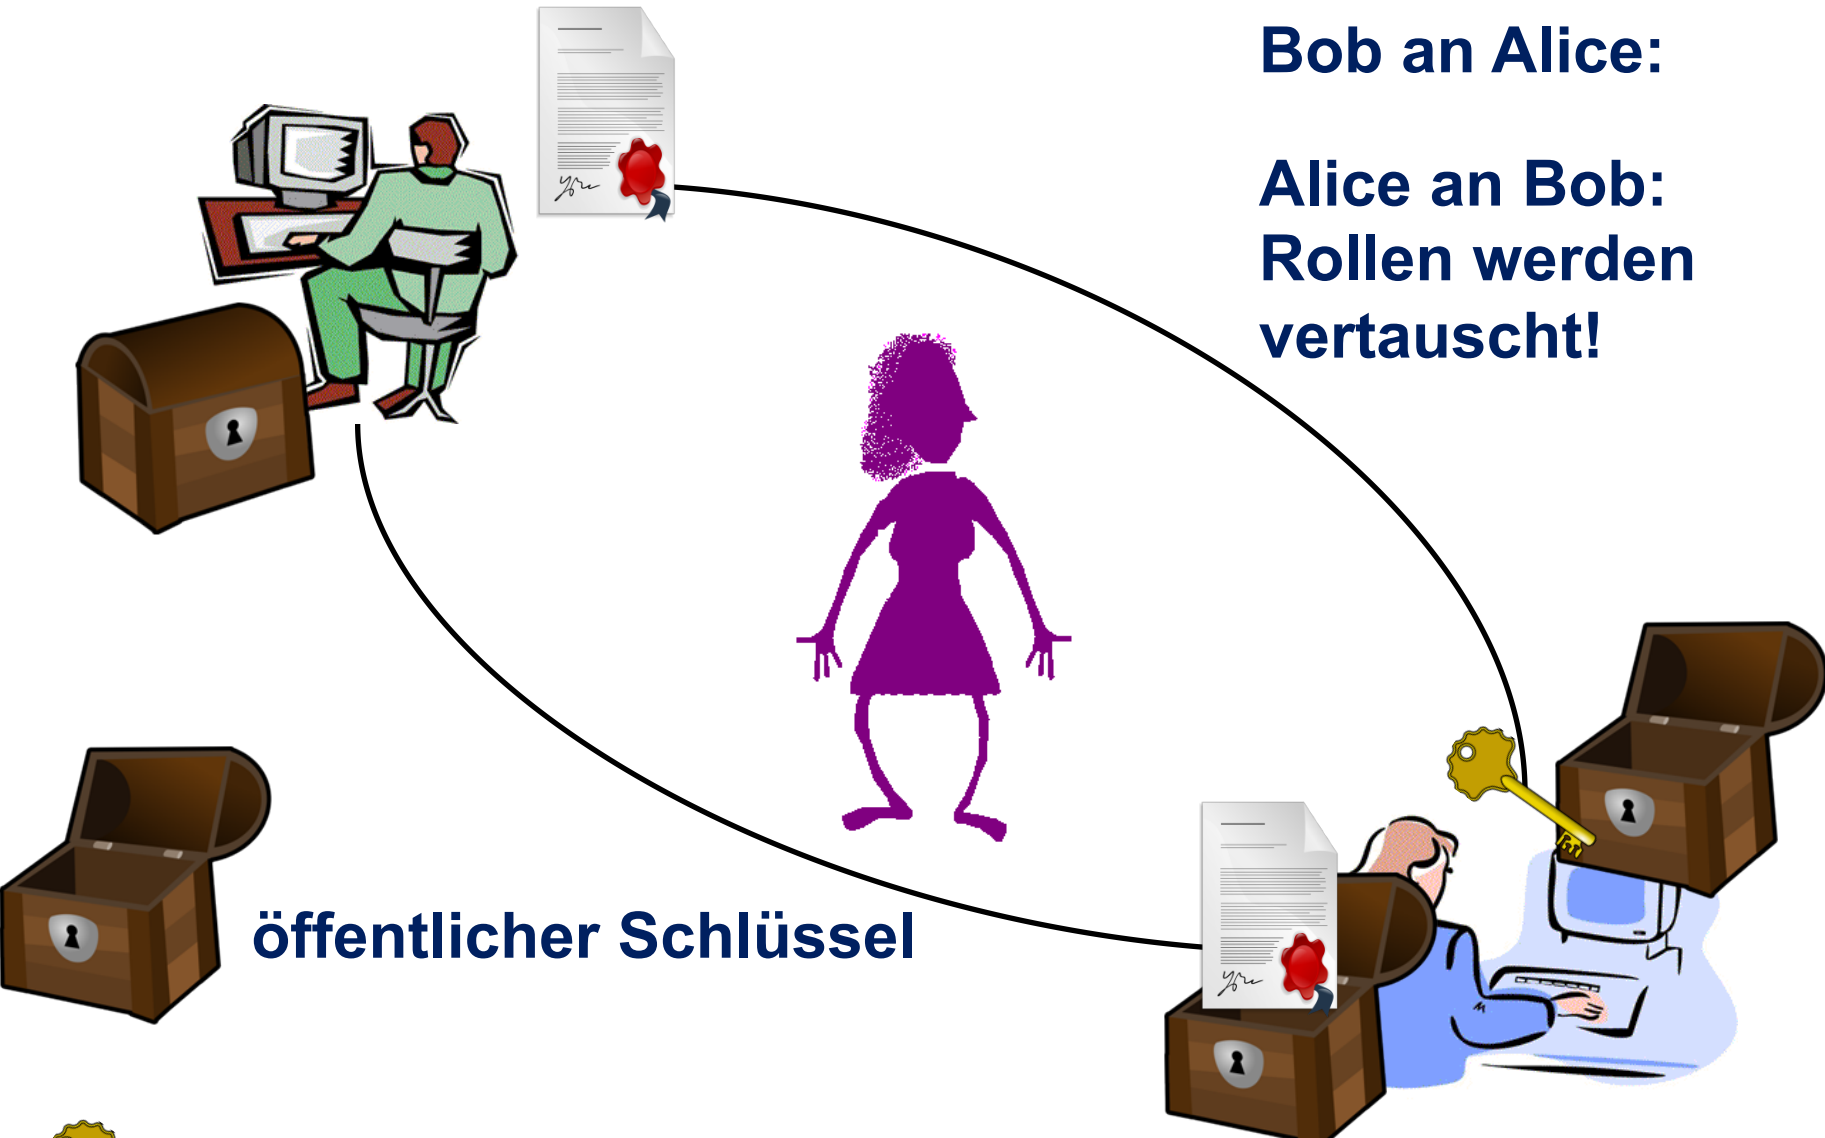 Bob an Alice:
Alice an Bob:
Rollen werden
vertauscht!
öffentlicher Schlüssel